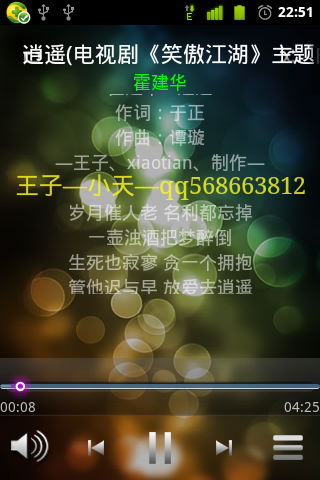 22:51
逍遥(电视剧《笑傲江湖》主题
霍建华
作词：于正
作曲：谭璇
—王子、xiaotian、制作—
王子—小天—qq568663812
岁月催人老 名利都忘掉
一壶浊酒把梦醉倒
生死也寂寥 贪一个拥抱
管他迟与早 放爱去逍遥
00:08
04:25